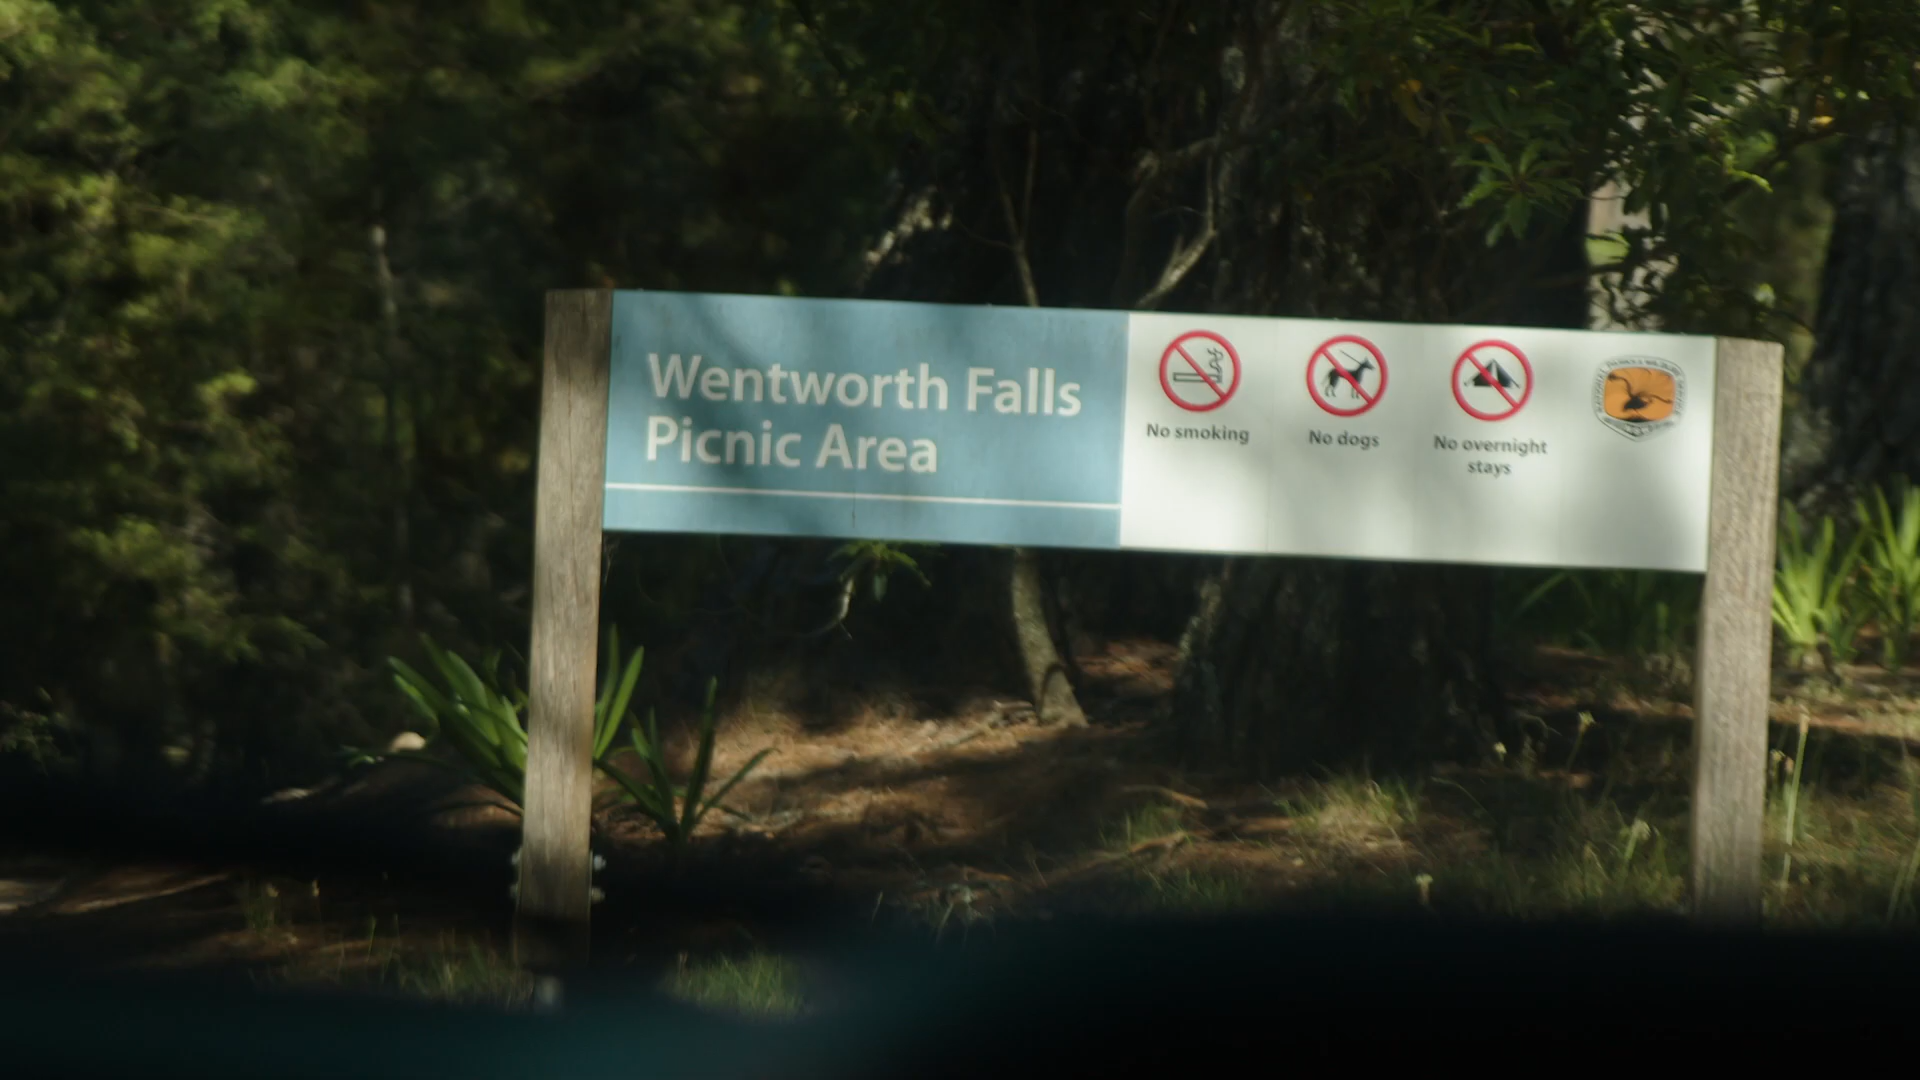 Wentworth Falls
Picnic Area
No smoking
No dogs
No overnight
stays